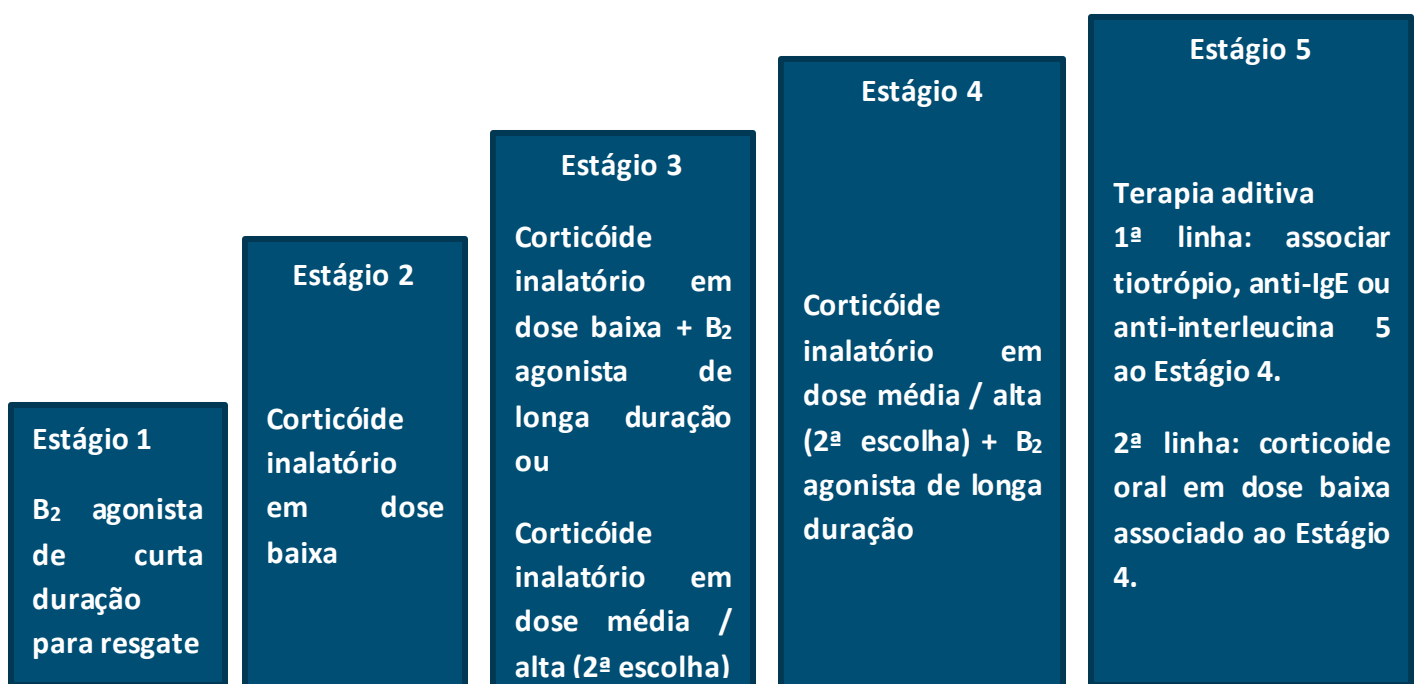 Estágio 1
B₂ agonista
de curta
duração
para resgate
Estágio 2
Corticóide
inalatório
em dose
baixa
Estágio 3
Corticóide
inalatório em
dose baixa + B₂
agonista de
longa duração
ou
Corticóide
inalatório em
dose média /
alta (2ª escolha)
Estágio 4
Corticóide
inalatório em
dose média / alta
(2ª escolha) + B₂
agonista de longa
duração
Estágio 5
Terapia aditiva
1ª linha: associar
tiotrópio, anti-IgE ou
anti-interleucina 5
ao Estágio 4.
2ª linha: corticoide
oral em dose baixa
associado ao Estágio
4.